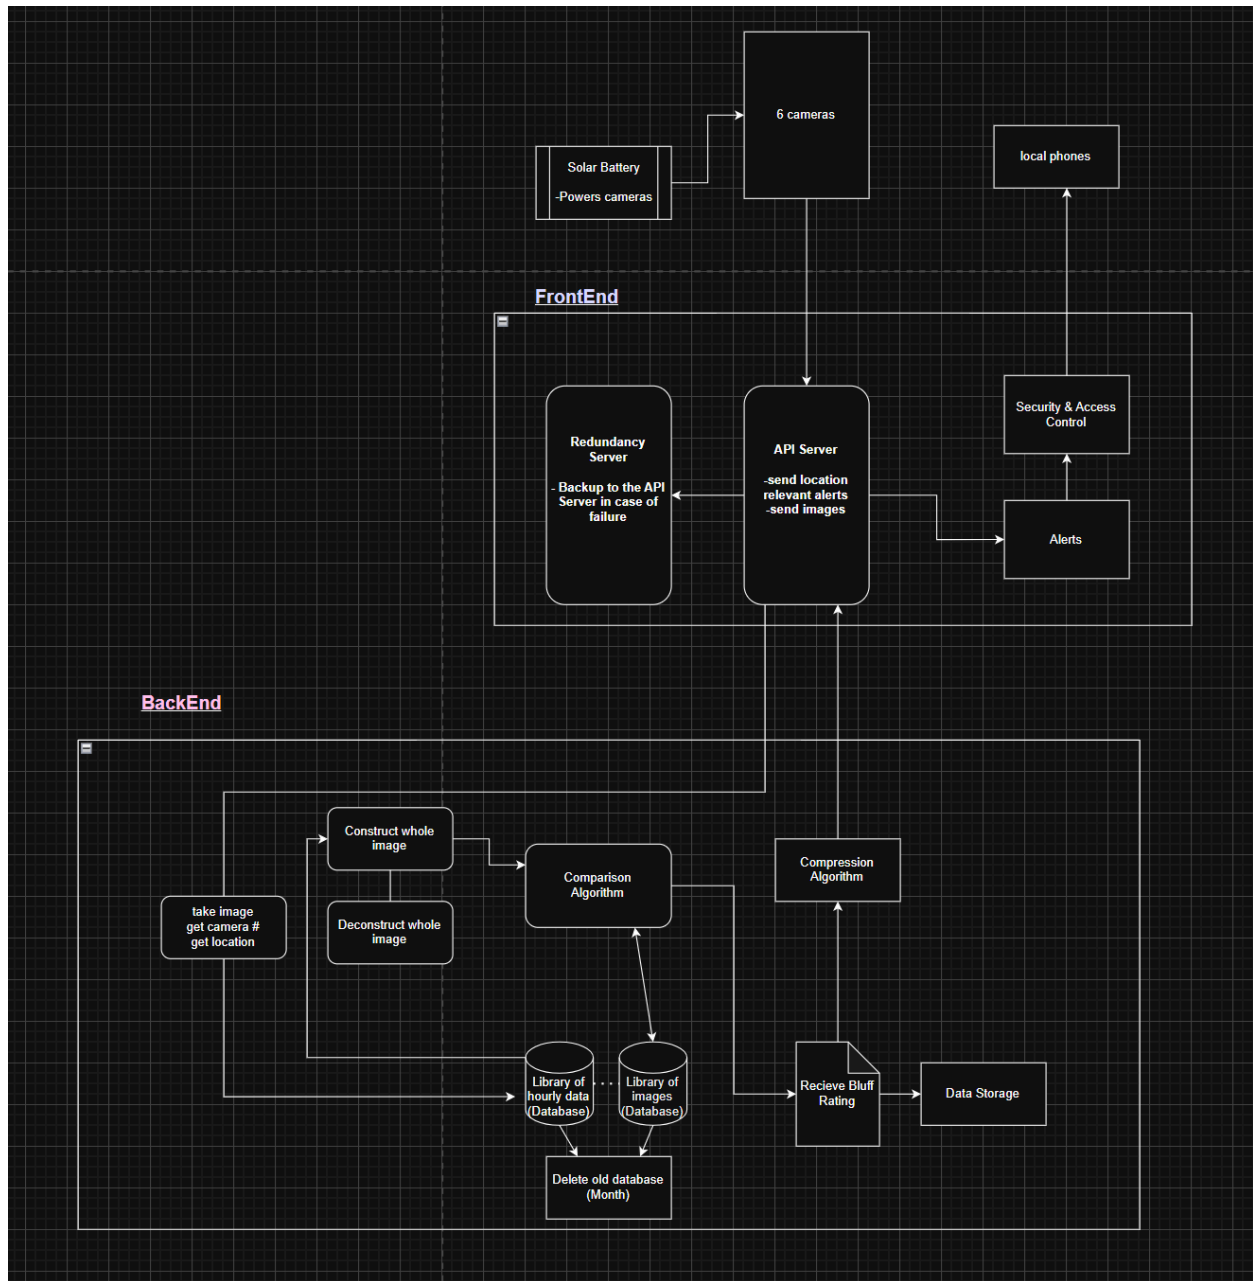 6 cameras
Solar Battery
-Powers cameras
local phones
FrontEnd
Redundancy
Server
- Backup to the API
Server in case of
failure
API Server
-send location
relevant alerts
-send images
Security & Access
Control
Alerts
BackEnd
Construct whole
image
Deconstruct whole
image
take image
get camera #
get location
Comparison
Algorithm
Compression
Algorithm
Library of
hourly data
(Database)
Library of
images
(Database)
Recieve Bluff
Rating
Data Storage
Delete old database
(Month)